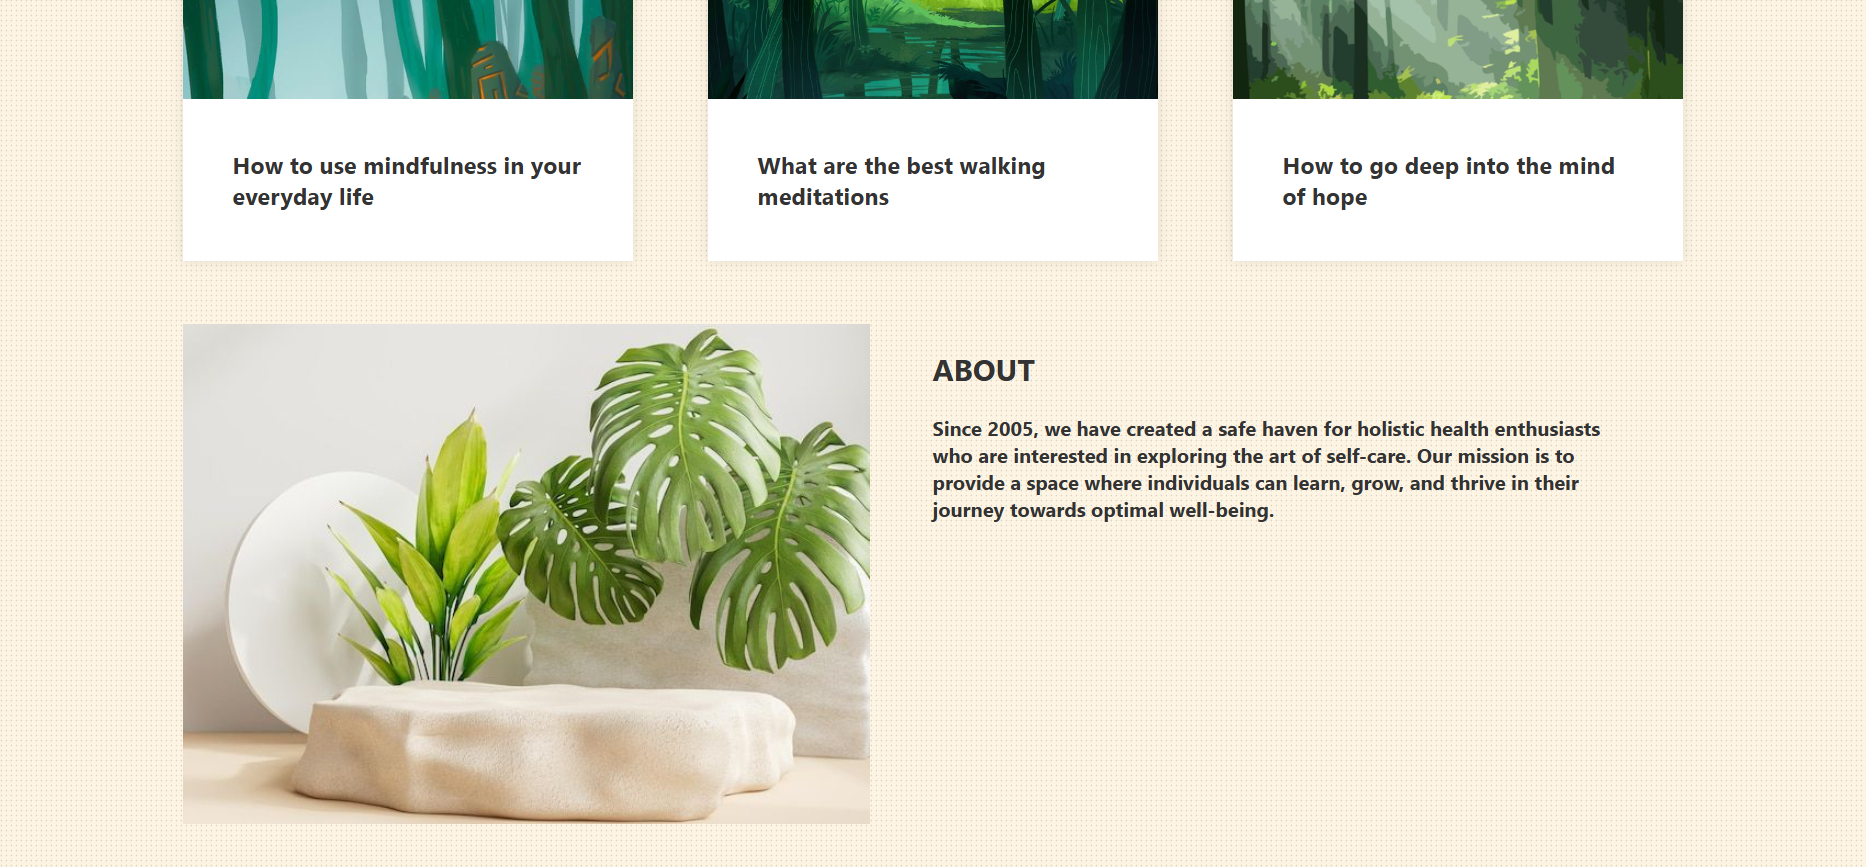 How to use mindfulness in your
everyday life
What are the best walking
meditations
How to go deep into the mind
of hope
ABOUT
Since 2005, we have created a safe haven for holistic health enthusiasts
who are interested in exploring the art of self-care. Our mission is to
provide a space where individuals can learn, grow, and thrive in their
journey towards optimal well-being.